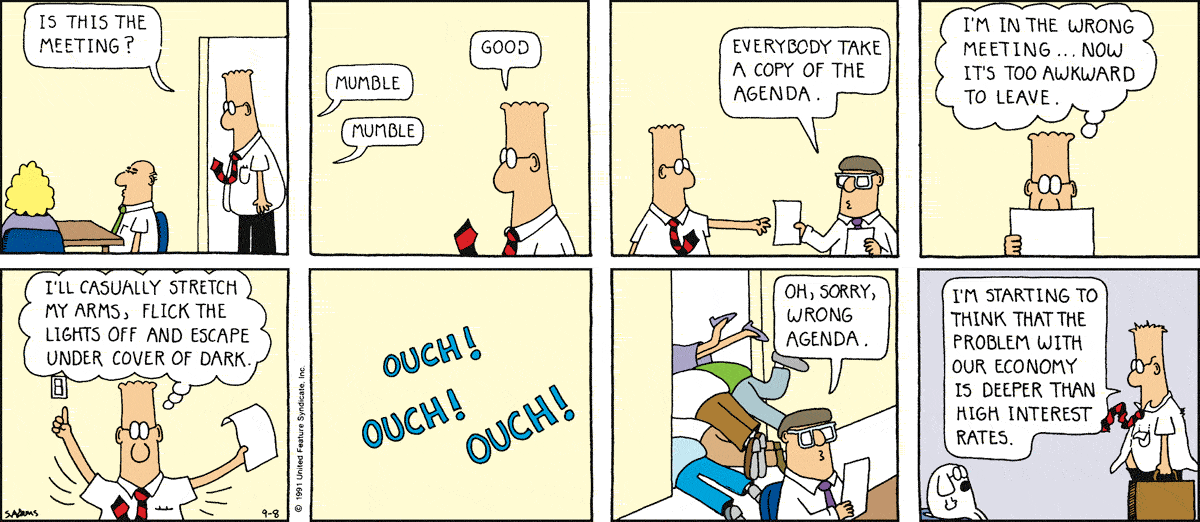 IS THIS THE
MEETING?
MUMBLE
MUMBLE
GOOD
EVERYBODY TAKE
A COPY OF THE
AGENDA.
I'M IN THE WRONG
MEETING... NOW
IT'S TOO AWKWARD
TO LEAVE.
I'LL CASUALLY STRETCH
MY ARMS, FLICK THE
LIGHTS OFF AND ESCAPE
UNDER COVER OF DARK.
S.ADAMS
9-8
© 1991 United Feature Syndicate, Inc.
OUCH!
OUCH!
OUCH!
OH, SORRY,
WRONG
AGENDA.
I'M STARTING TO
THINK THAT THE
PROBLEM WITH
OUR ECONOMY
IS DEEPER THAN
HIGH INTEREST
RATES.